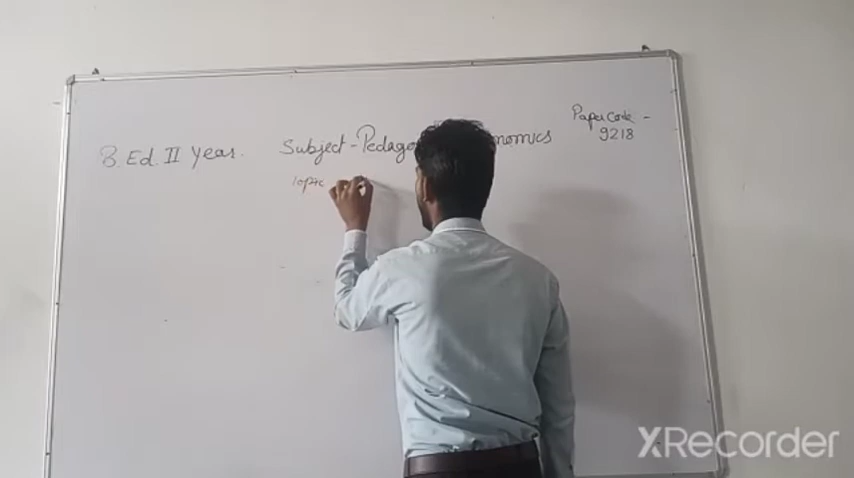 B. Ed. II Year. Subject - Pedago nomics
Paper Code -
9218
Topic
XRecorder